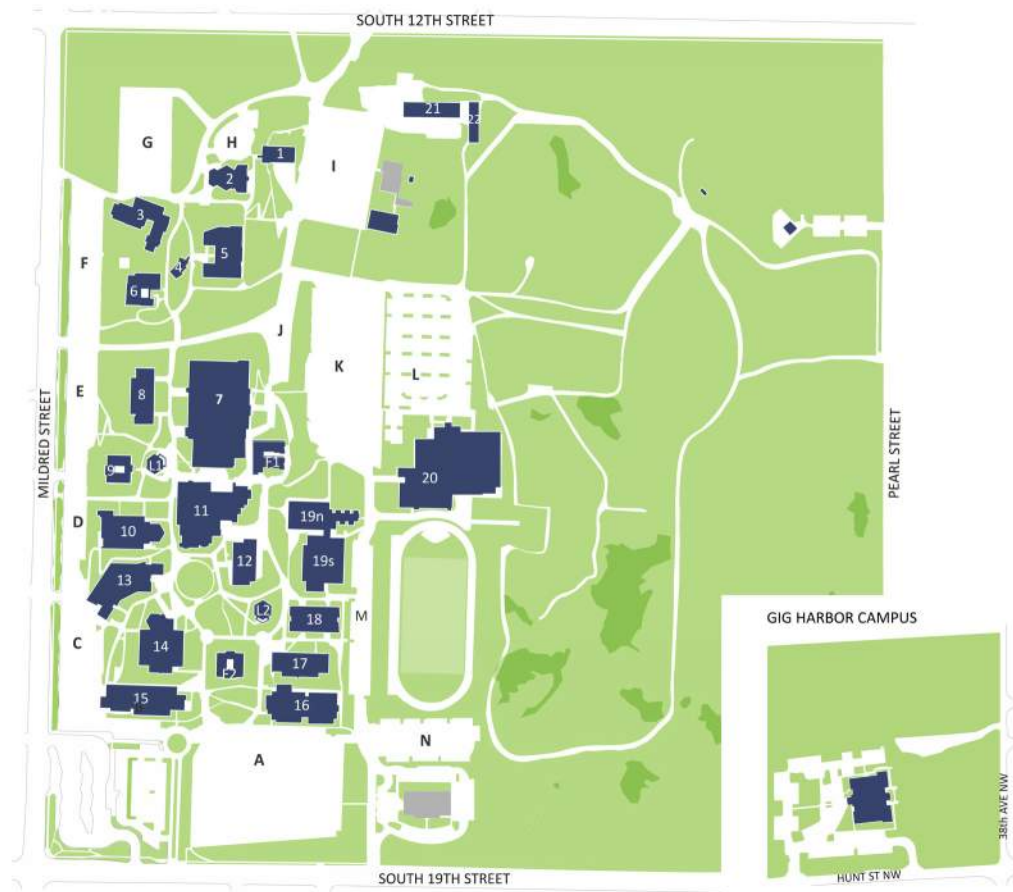 SOUTH 12TH STREET
21
22
G
H
1
I
2
3
5
F
4
6
J
K
L
E
8
7
MILDRED STREET
PEARL STREET
9
L1
F1
20
11
D
10
19n
12
19s
13
L2
M
18
GIG HARBOR CAMPUS
C
14
17
F2
15
16
A
N
38th AVE NW
HUNT ST NW
SOUTH 19TH STREET